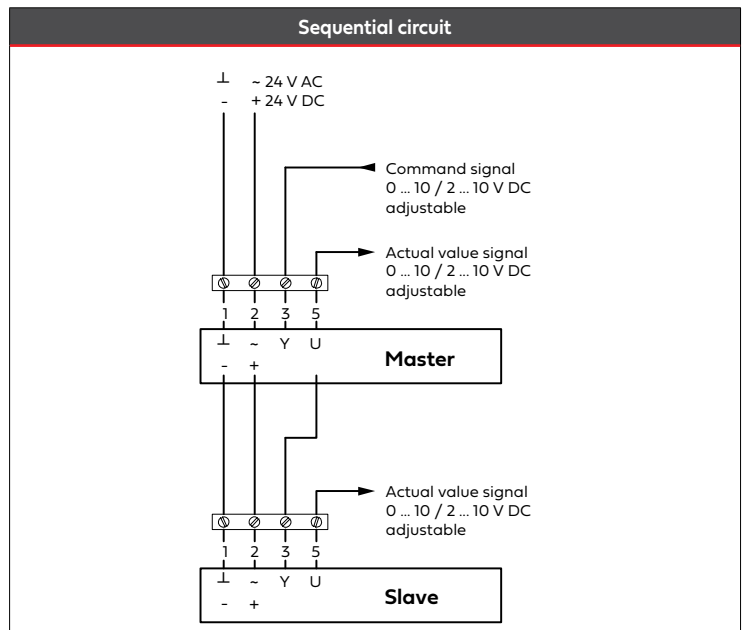 Sequential circuit
⊥ ~ 24 V AC
- + 24 V DC
Command signal
0 ... 10 / 2 ... 10 V DC
adjustable
Actual value signal
0 ... 10 / 2 ... 10 V DC
adjustable
1 2 3 5
⊥ ~ Y U
Master
- +
Actual value signal
0 ... 10 / 2 ... 10 V DC
adjustable
1 2 3 5
⊥ ~ Y U
Slave
- +